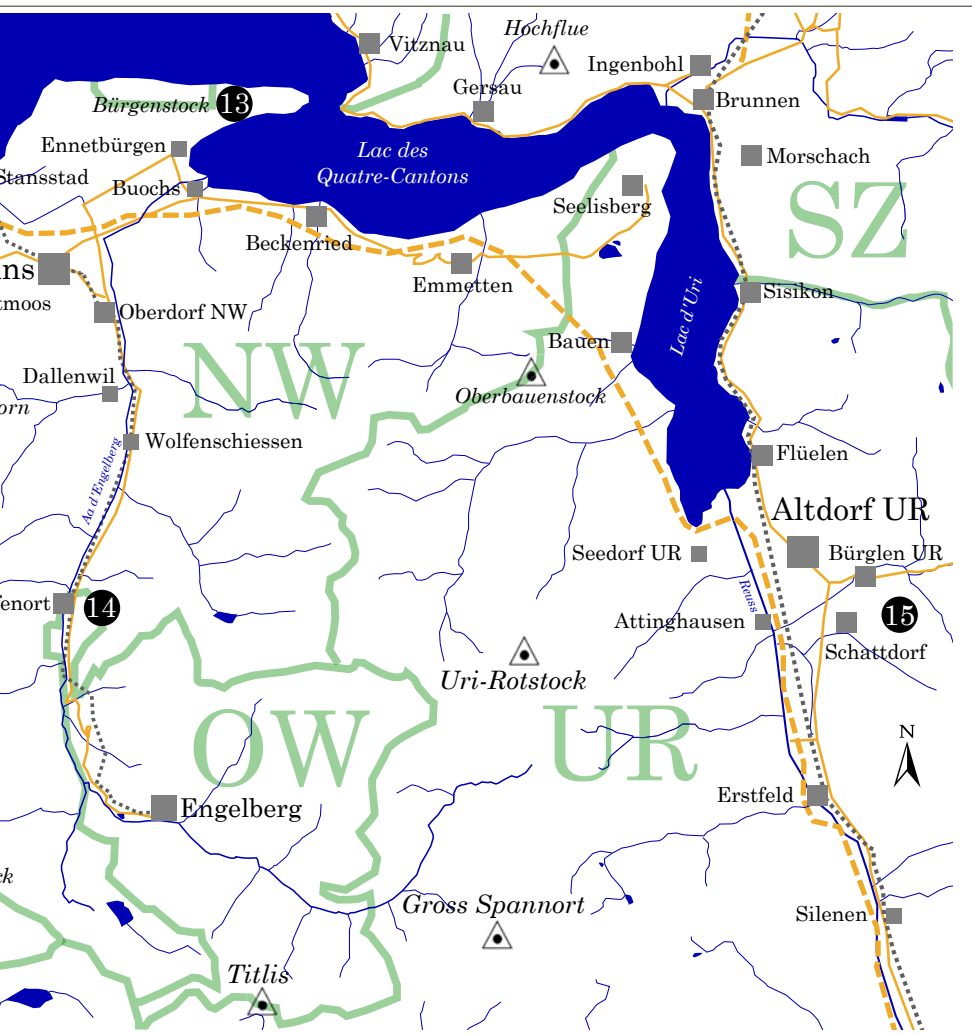 Hochflue
Vitznau
Ingenbohl
Gersau
Brunnen
Bürgenstock
13
Ennetbürgen
Lac des
Quatre-Cantons
Morschach
Stansstad
Buochs
SZ
Seelisberg
Beckenried
ns
Emmetten
Sisikon
tmoos
Oberdorf NW
Lac d'Uri
Bauen
NW
Dallenwil
Oberbauenstock
orn
Wolfenschiessen
Aa d'Engelberg
Flüelen
Altdorf UR
Seedorf UR
Bürglen UR
Reuss
fenort
14
15
Attinghausen
Schattdorf
Uri-Rotstock
OW
UR
N
Erstfeld
Engelberg
ck
Gross Spannort
Silenen
Titlis